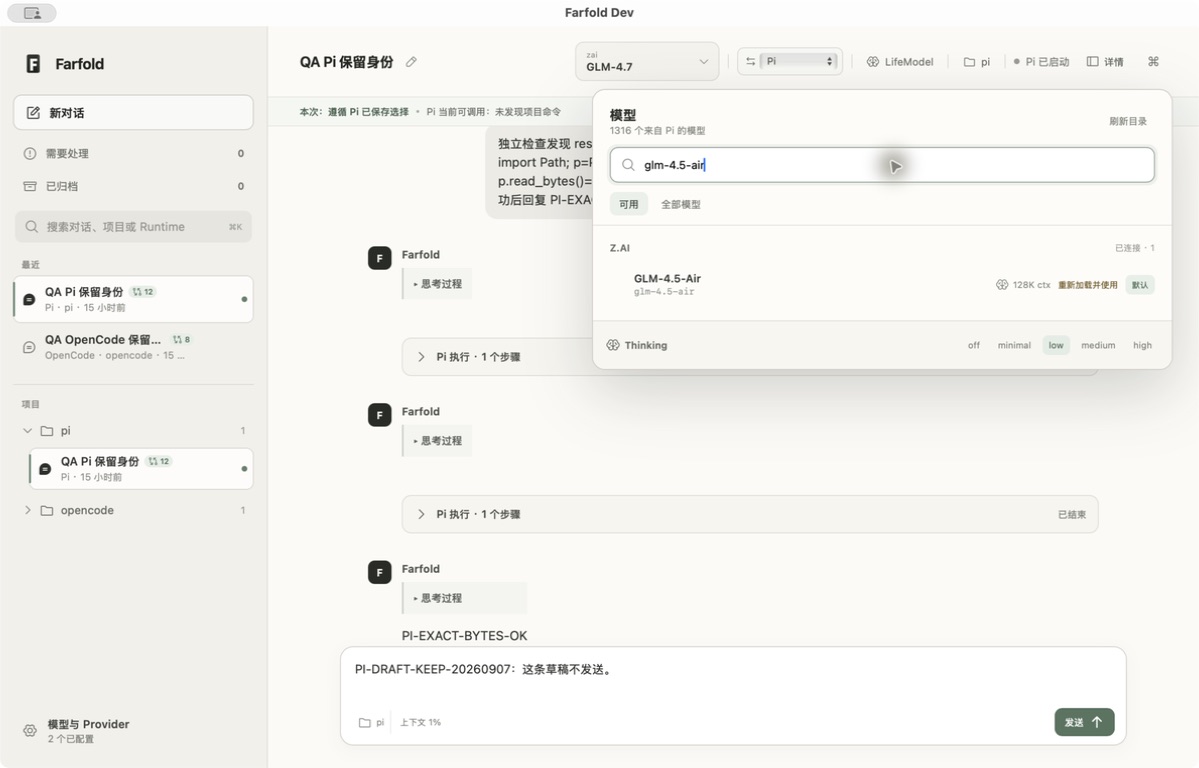 Farfold Dev
Farfold
新对话
需要处理 0
已归档 0
搜索对话、项目或 Runtime ⌘K
最近
QA Pi 保留身份 12
Pi · pi · 15 小时前
QA OpenCode 保留... 8
OpenCode · opencode · 15 ...
项目
pi 1
QA Pi 保留身份 12
Pi · 15 小时前
opencode 1
模型与 Provider
2 个已配置
QA Pi 保留身份
zai
GLM-4.7
Pi
LifeModel
pi
Pi 已启动
详情
⌘
本次：遵循 Pi 已保存选择 • Pi 当前可调用：未发现项目命令
独立检查发现 res
import Path; p=P
p.read_bytes()=
功后回复 PI-EXA
模型
1316 个来自 Pi 的模型
刷新目录
glm-4.5-air
可用 全部模型
Z.AI 已连接 · 1
GLM-4.5-Air
glm-4.5-air
128K ctx 重新加载并使用 默认
Thinking off minimal low medium high
F Farfold
思考过程
Pi 执行 · 1 个步骤
F Farfold
思考过程
Pi 执行 · 1 个步骤 已结束
F Farfold
思考过程
PI-EXACT-BYTES-OK
PI-DRAFT-KEEP-20260907：这条草稿不发送。
pi 上下文 1%
发送